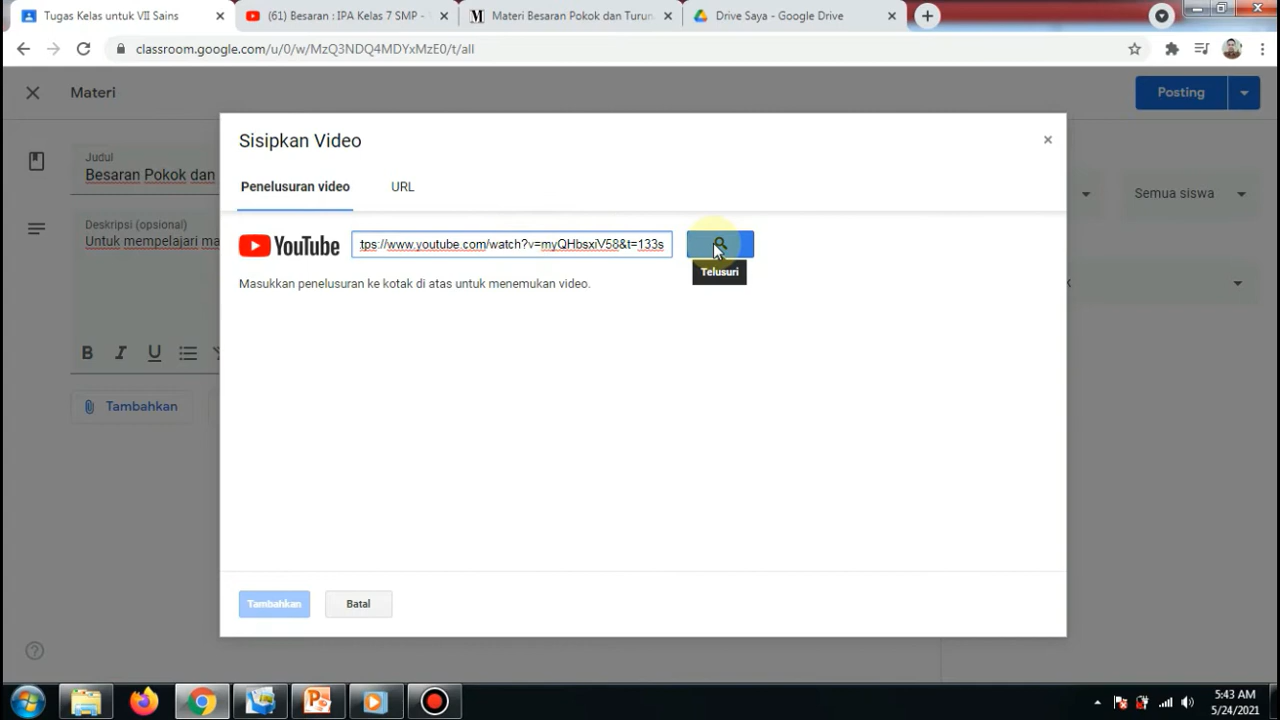 Tugas Kelas untuk VII Sains
(61) Besaran : IPA Kelas 7 SMP -
Materi Besaran Pokok dan Turun
Drive Saya - Google Drive
classroom.google.com/u/0/w/MzQ3NDQ4MDYxMzE0/t/all
Materi
Posting
Sisipkan Video
Judul
Besaran Pokok dan
Penelusuran video
URL
Semua siswa
Deskripsi (opsional)
Untuk mempelajari ma
YouTube
tps://www.youtube.com/watch?v=myQHbsxiV58&t=133s
Telusuri
Masukkan penelusuran ke kotak di atas untuk menemukan video.
k
B I U
Tambahkan
Tambahkan
Batal
5:43 AM
5/24/2021